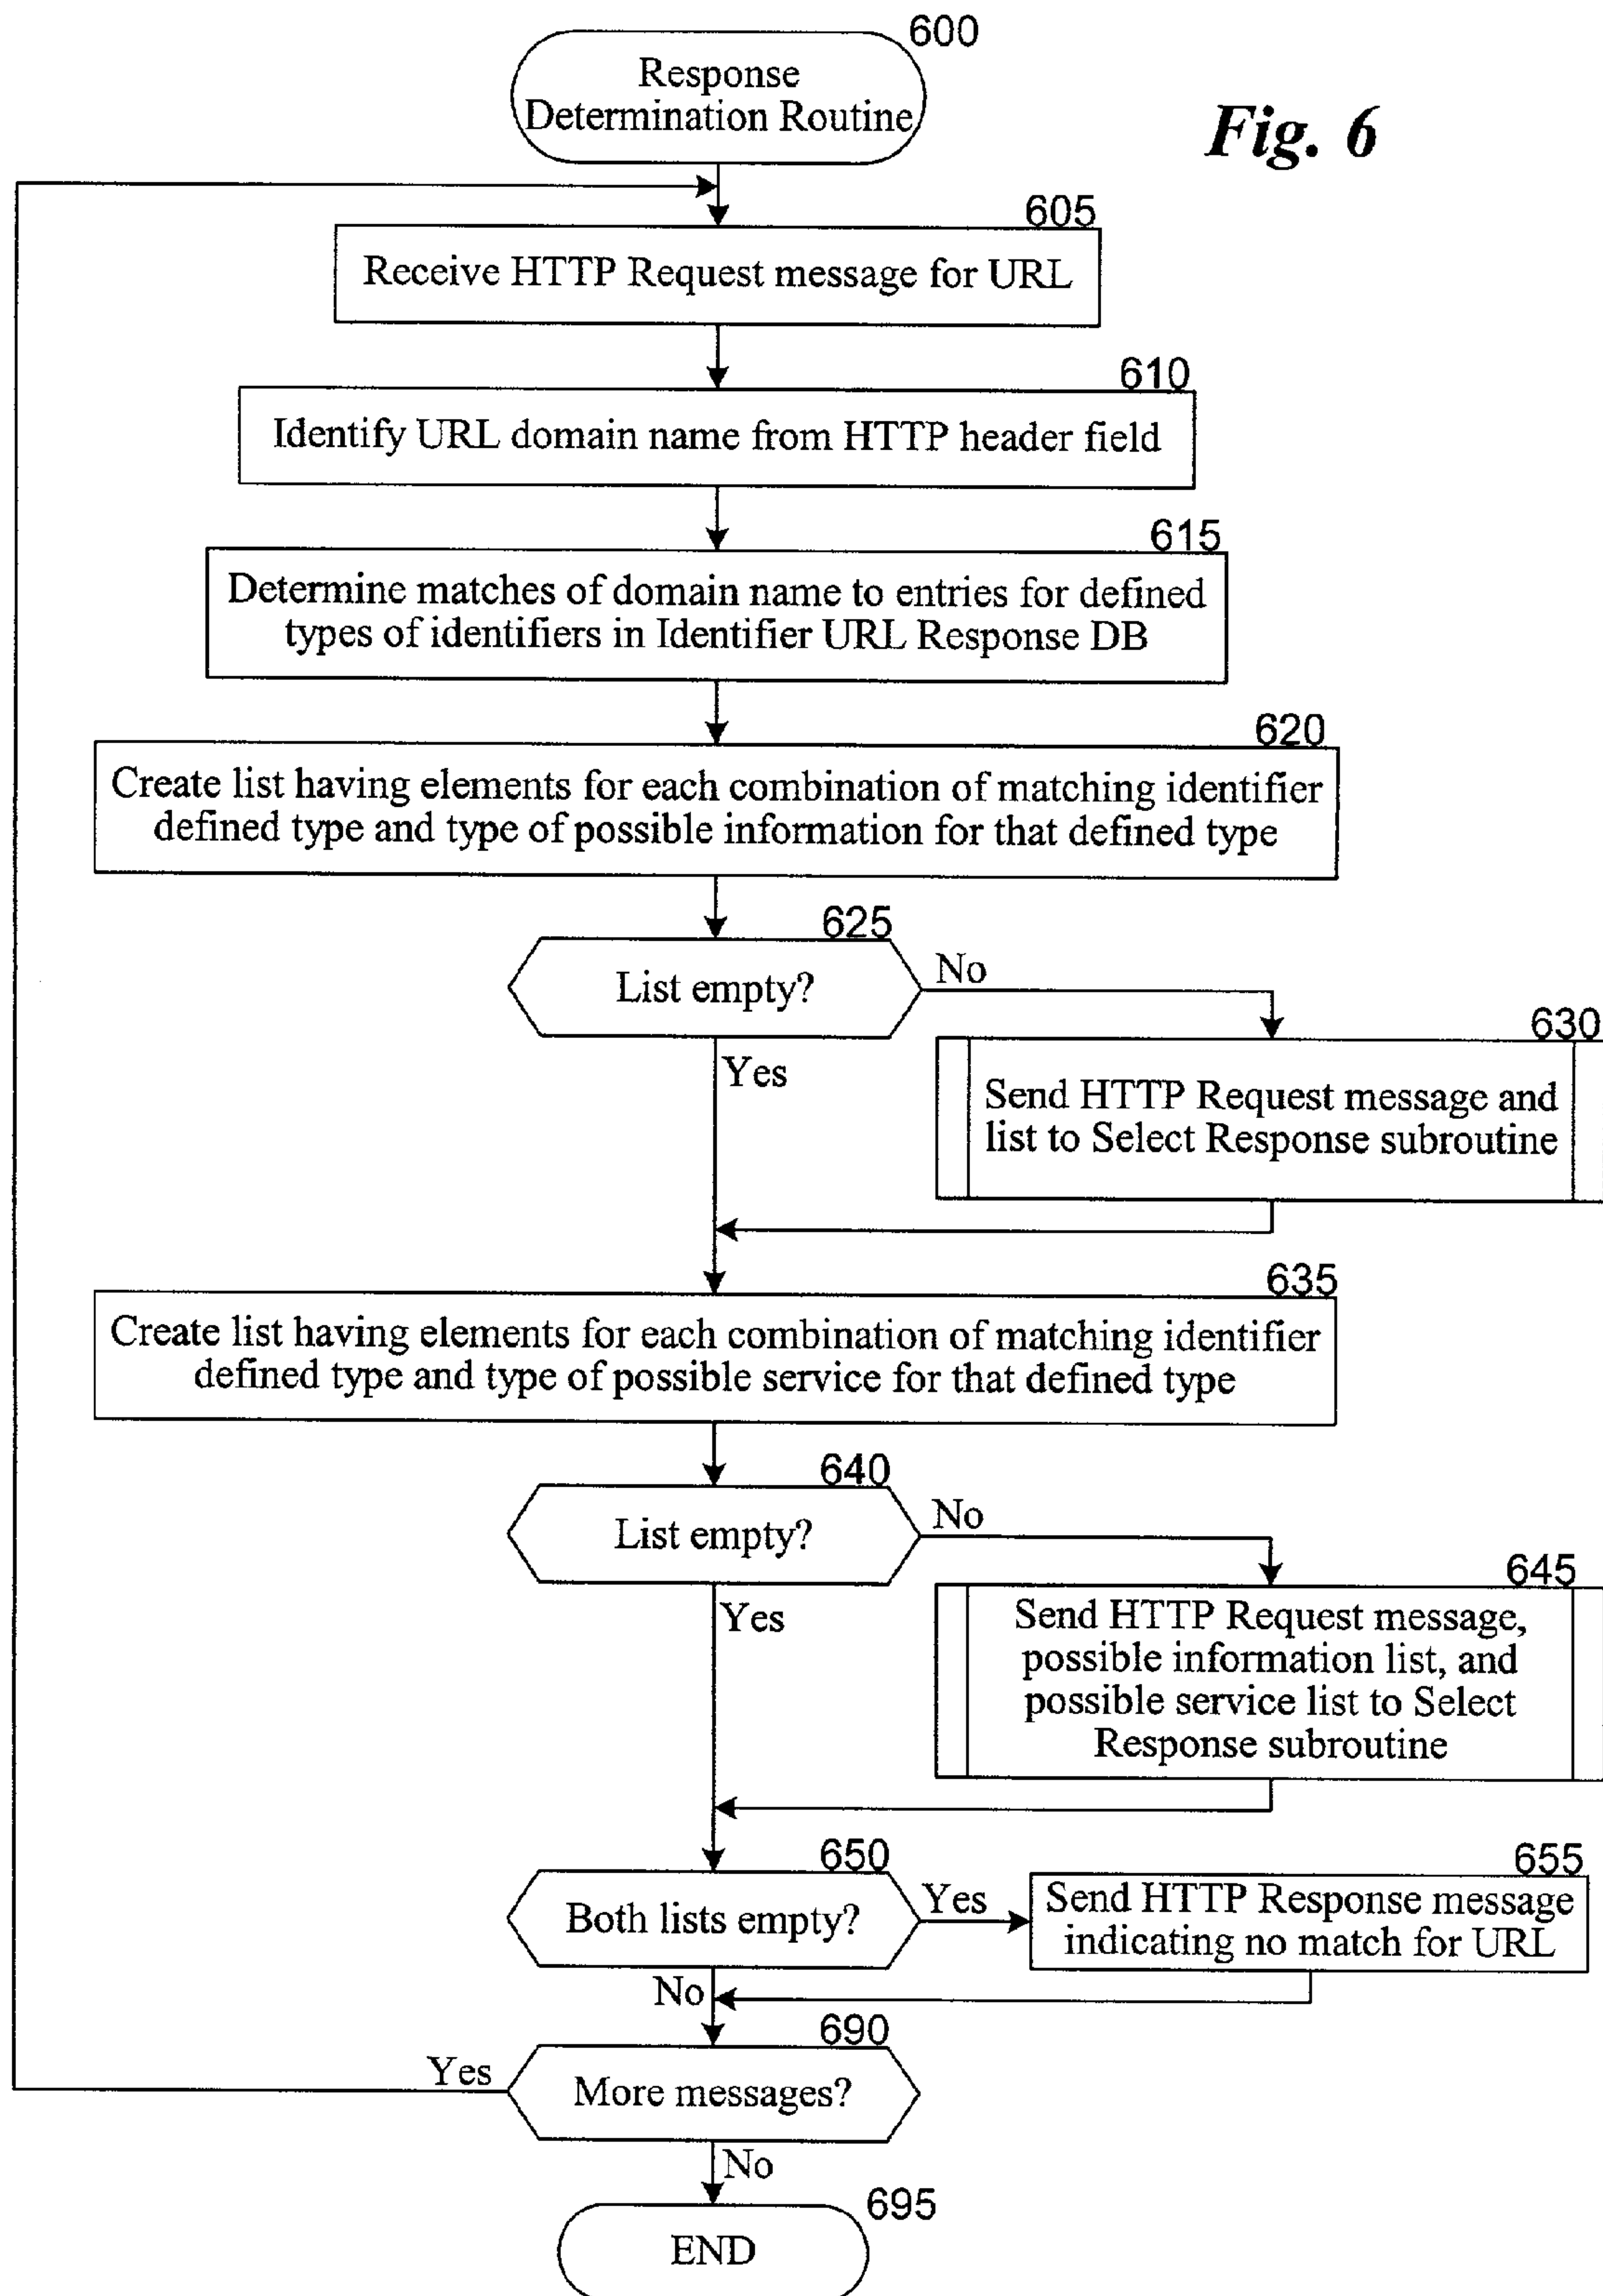 600
Response
Determination Routine
Fig. 6
605
Receive HTTP Request message for URL
610
Identify URL domain name from HTTP header field
615
Determine matches of domain name to entries for defined
types of identifiers in Identifier URL Response DB
620
Create list having elements for each combination of matching identifier
defined type and type of possible information for that defined type
625
List empty?
No
Yes
630
Send HTTP Request message and
list to Select Response subroutine
635
Create list having elements for each combination of matching identifier
defined type and type of possible service for that defined type
640
List empty?
No
Yes
645
Send HTTP Request message,
possible information list, and
possible service list to Select
Response subroutine
650
Both lists empty?
Yes
No
655
Send HTTP Response message
indicating no match for URL
690
More messages?
Yes
No
695
END